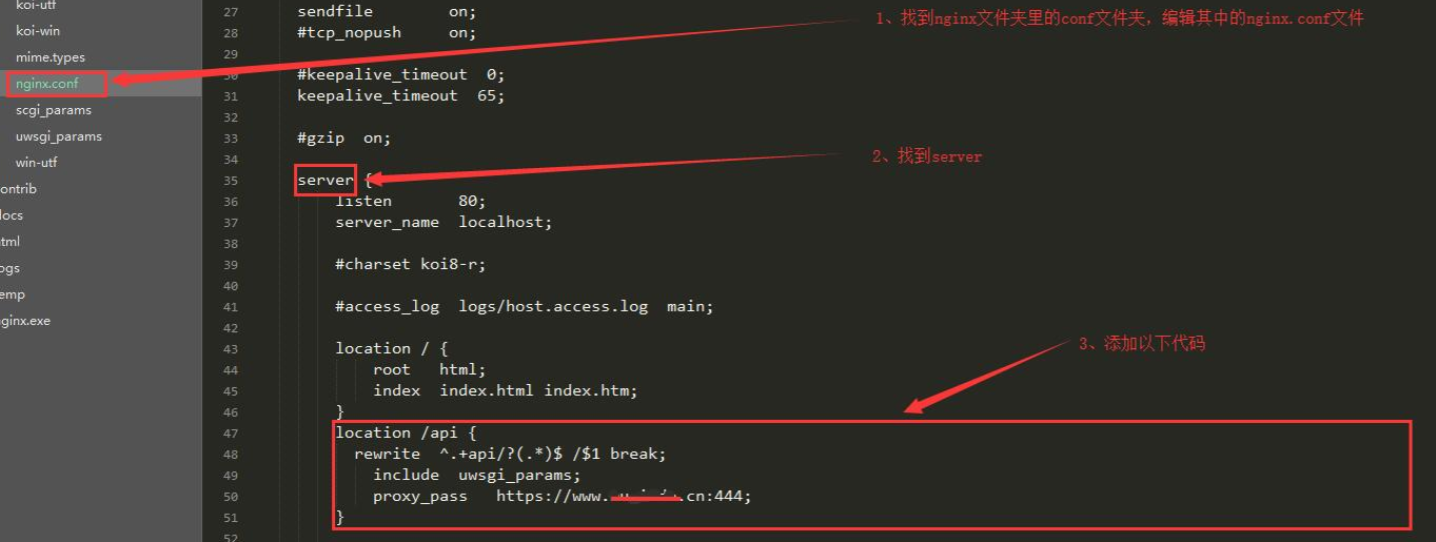 koi-utf
koi-win
mime.types
nginx.conf
scgi_params
uwsgi_params
win-utf
ontrib
locs
tml
ogs
emp
ginx.exe
27 sendfile on;
28 #tcp_nopush on;
29
30 #keepalive_timeout 0;
31 keepalive_timeout 65;
32
33 #gzip on;
34
35 server {
36 listen 80;
37 server_name localhost;
38
39 #charset koi8-r;
40
41 #access_log logs/host.access.log main;
42
43 location / {
44 root html;
45 index index.html index.htm;
46 }
47 location /api {
48 rewrite ^.+api/?(.*)$ /$1 break;
49 include uwsgi_params;
50 proxy_pass https://www. .cn:444;
51 }
52
1、找到nginx文件夹里的conf文件夹，编辑其中的nginx.conf文件
2、找到server
3、添加以下代码